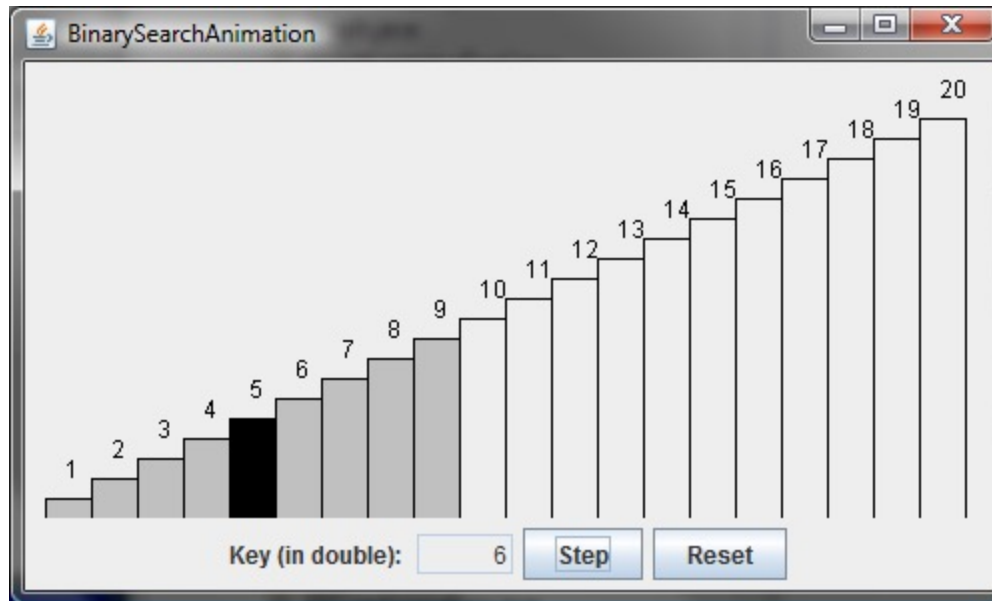 BinarySearchAnimation
1 2 3 4 5 6 7 8 9 10 11 12 13 14 15 16 17 18 19 20
Key (in double): 6 Step Reset